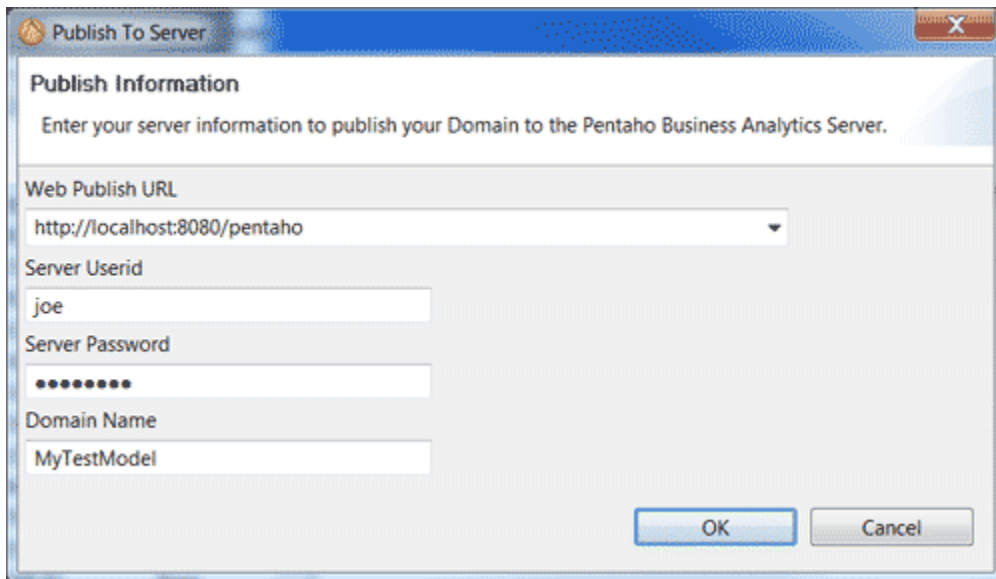 Publish To Server
Publish Information
Enter your server information to publish your Domain to the Pentaho Business Analytics Server.
Web Publish URL
http://localhost:8080/pentaho
Server Userid
joe
Server Password
●●●●●●●●
Domain Name
MyTestModel
OK Cancel